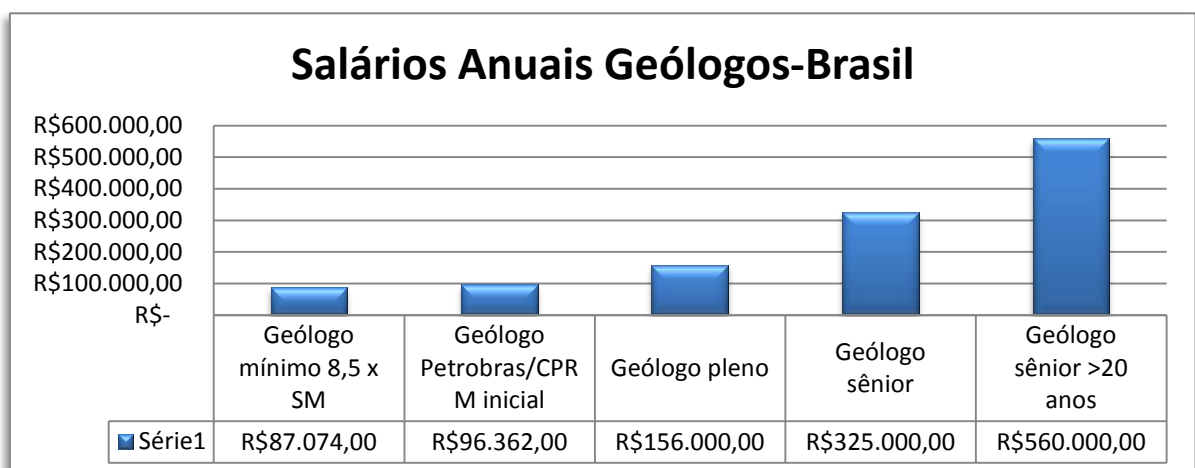 Salários Anuais Geólogos-Brasil
R$600.000,00
R$500.000,00
R$400.000,00
R$300.000,00
R$200.000,00
R$100.000,00
R$-
Geólogo
mínimo 8,5 x
SM
Geólogo
Petrobras/CPR
M inicial
Geólogo pleno
Geólogo
sênior
Geólogo
sênior >20
anos
Série1 R$87.074,00 R$96.362,00 R$156.000,00 R$325.000,00 R$560.000,00